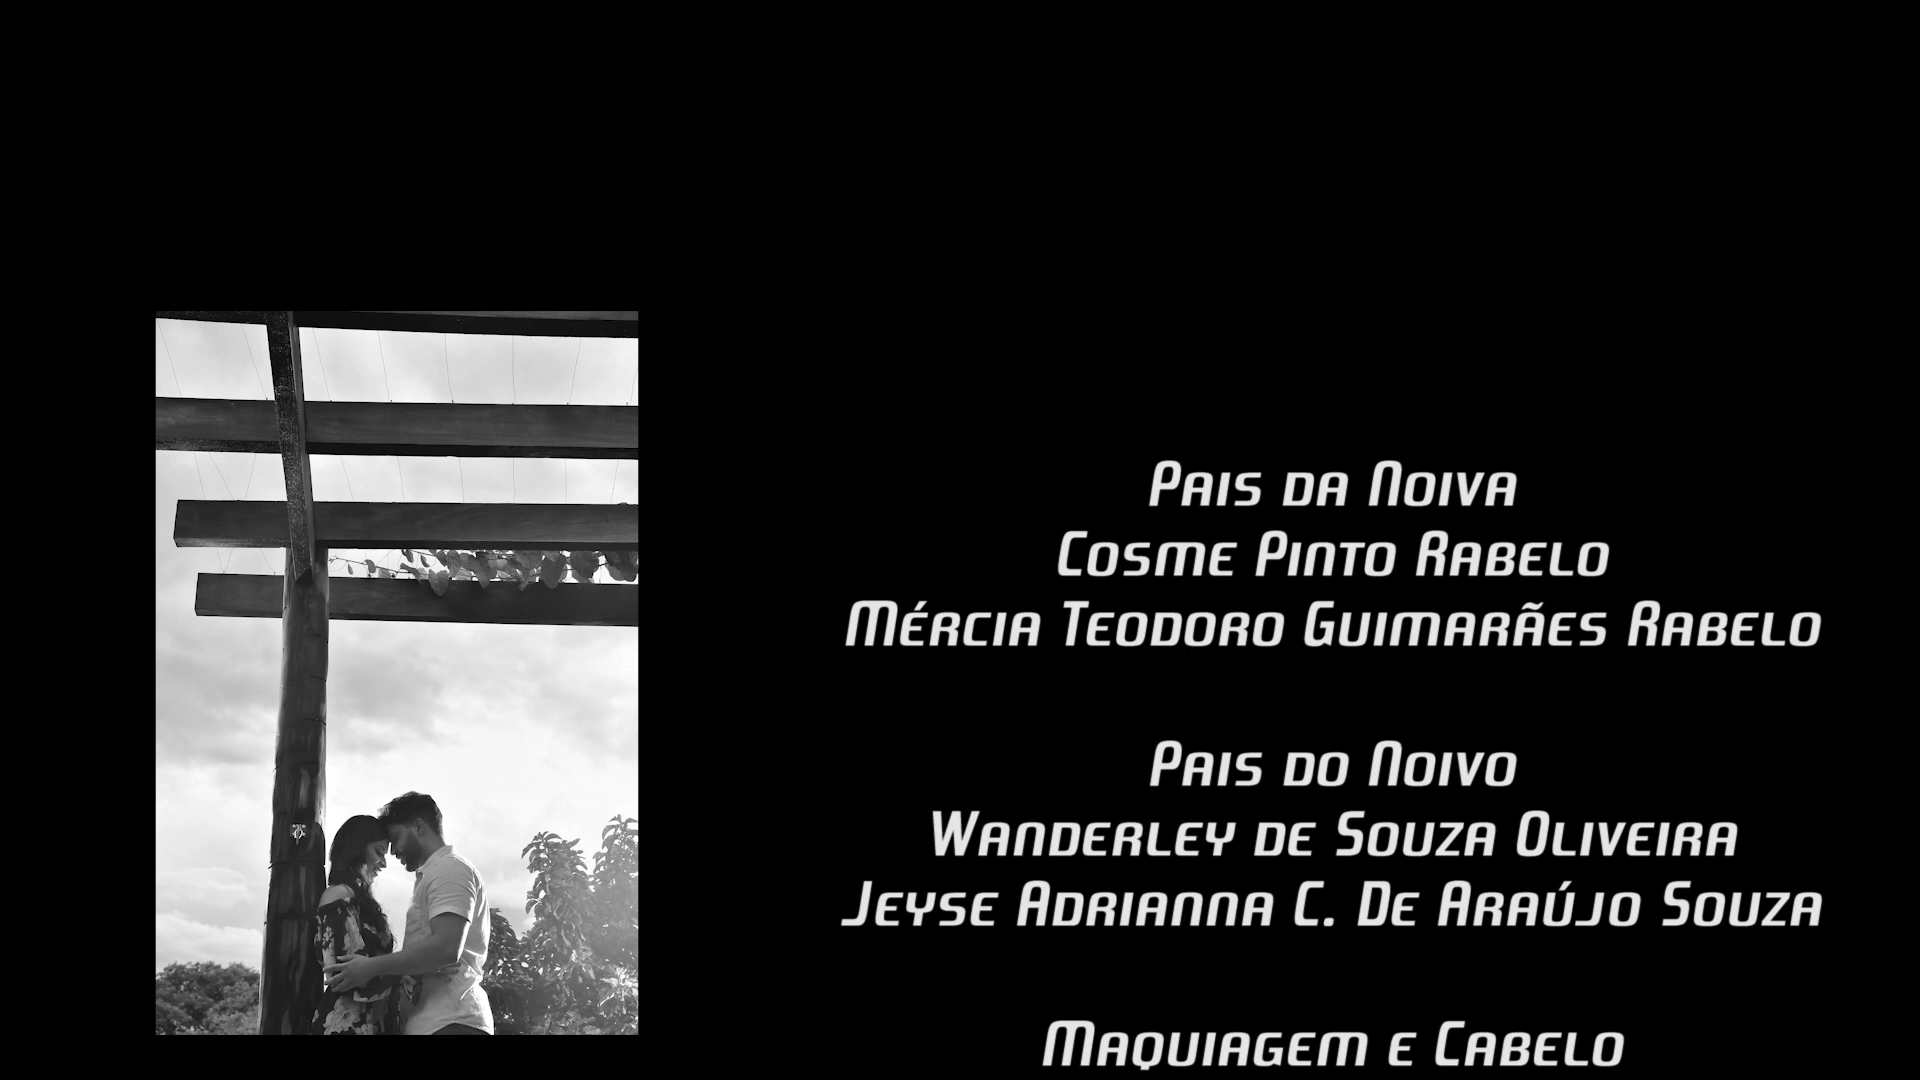 Pais da Noiva
Cosme Pinto Rabelo
Mércia Teodoro Guimarães Rabelo
Pais do Noivo
Wanderley de Souza Oliveira
Jeyse Adrianna C. De Araújo Souza
Maquiagem e Cabelo